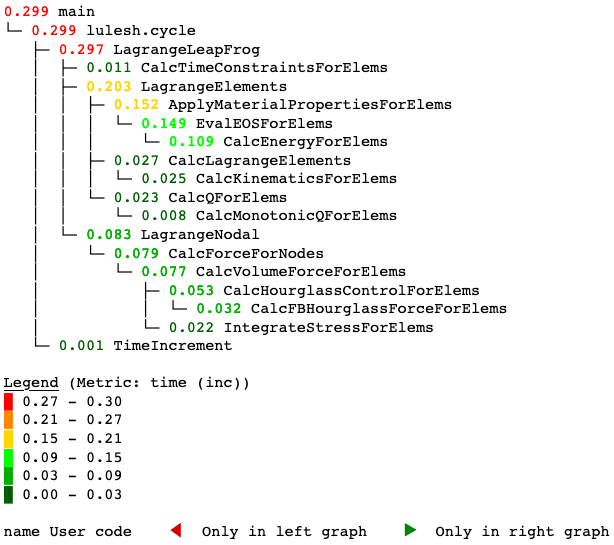 0.299 main
└─ 0.299 lulesh.cycle
   ├─ 0.297 LagrangeLeapFrog
   │  ├─ 0.011 CalcTimeConstraintsForElems
   │  ├─ 0.203 LagrangeElements
   │  │  ├─ 0.152 ApplyMaterialPropertiesForElems
   │  │  │  └─ 0.149 EvalEOSForElems
   │  │  │     └─ 0.109 CalcEnergyForElems
   │  │  ├─ 0.027 CalcLagrangeElements
   │  │  │  └─ 0.025 CalcKinematicsForElems
   │  │  └─ 0.023 CalcQForElems
   │  │     └─ 0.008 CalcMonotonicQForElems
   │  └─ 0.083 LagrangeNodal
   │     └─ 0.079 CalcForceForNodes
   │        └─ 0.077 CalcVolumeForceForElems
   │           ├─ 0.053 CalcHourglassControlForElems
   │           │  └─ 0.032 CalcFBHourglassForceForElems
   │           └─ 0.022 IntegrateStressForElems
   └─ 0.001 TimeIncrement
Legend (Metric: time (inc))
0.27 - 0.30
0.21 - 0.27
0.15 - 0.21
0.09 - 0.15
0.03 - 0.09
0.00 - 0.03
name User code ◀ Only in left graph ▶ Only in right graph